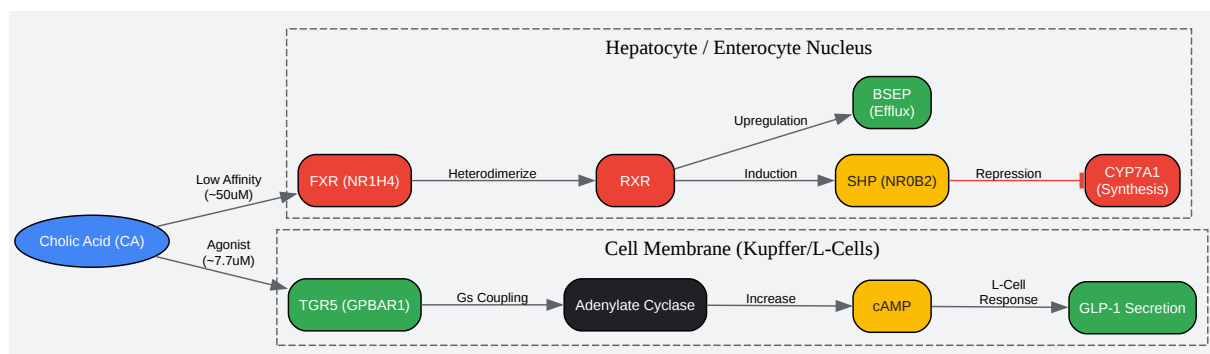 Hepatocyte / Enterocyte Nucleus
BSEP
(Efflux)
Upregulation
Low Affinity
(~50uM)
FXR (NR1H4)
Heterodimerize
RXR
Induction
SHP (NR0B2)
Repression
CYP7A1
(Synthesis)
Cholic Acid (CA)
Agonist
(~7.7uM)
Cell Membrane (Kupffer/L-Cells)
TGR5 (GPBAR1)
Gs Coupling
Adenylate Cyclase
Increase
cAMP
L-Cell
Response
GLP-1 Secretion